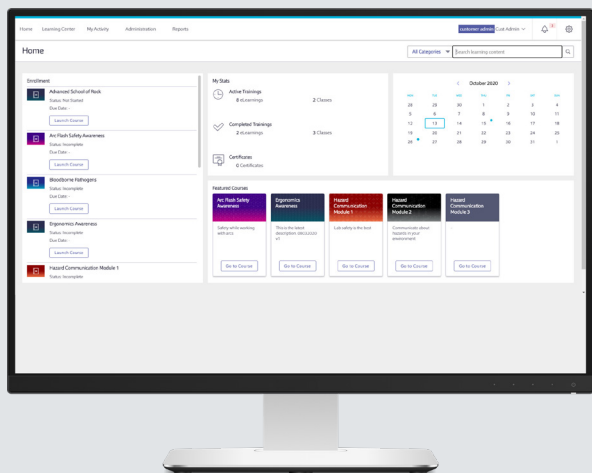 Home Learning Center My Activity Administration Reports
customer admin Cust Admin
Home
All Categories Search learning content
Enrollment
Advanced School of Rock
Status: Not Started
Due Date: -
Launch Course
Arc Flash Safety Awareness
Status: Incomplete
Due Date: -
Launch Course
Bloodborne Pathogens
Status: Incomplete
Due Date: -
Launch Course
Ergonomics Awareness
Status: Incomplete
Due Date: -
Launch Course
Hazard Communication Module 1
Status: Incomplete
My Stats
Active Trainings
8 eLearnings 2 Classes
Completed Trainings
2 eLearnings 3 Classes
Certificates
0 Certificates
October 2020
28 29 30 1 2 3 4
5 6 7 8 9 10 11
12 13 14 15 16 17 18
19 20 21 22 23 24 25
26 27 28 29 30 31 1
Featured Courses
Arc Flash Safety
Awareness
Safety while working
with arcs
Go to Course
Ergonomics
Awareness
This is the latest
description
Go to Course
Hazard
Communication
Module 1
Lab safety is the best
Go to Course
Hazard
Communication
Module 2
Communicate about
hazards in your
environment
Go to Course
Hazard
Communication
Module 3
Go to Course